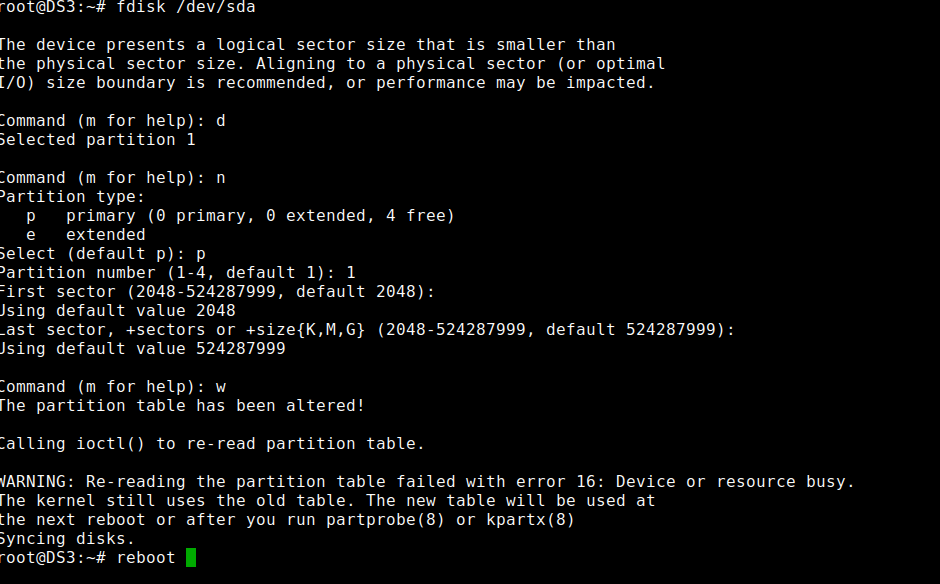 root@DS3:~# fdisk /dev/sda
The device presents a logical sector size that is smaller than
the physical sector size. Aligning to a physical sector (or optimal
I/O) size boundary is recommended, or performance may be impacted.
Command (m for help): d
Selected partition 1
Command (m for help): n
Partition type:
   p   primary (0 primary, 0 extended, 4 free)
   e   extended
Select (default p): p
Partition number (1-4, default 1): 1
First sector (2048-524287999, default 2048):
Using default value 2048
Last sector, +sectors or +size{K,M,G} (2048-524287999, default 524287999):
Using default value 524287999
Command (m for help): w
The partition table has been altered!
Calling ioctl() to re-read partition table.
WARNING: Re-reading the partition table failed with error 16: Device or resource busy.
The kernel still uses the old table. The new table will be used at
the next reboot or after you run partprobe(8) or kpartx(8)
Syncing disks.
root@DS3:~# reboot